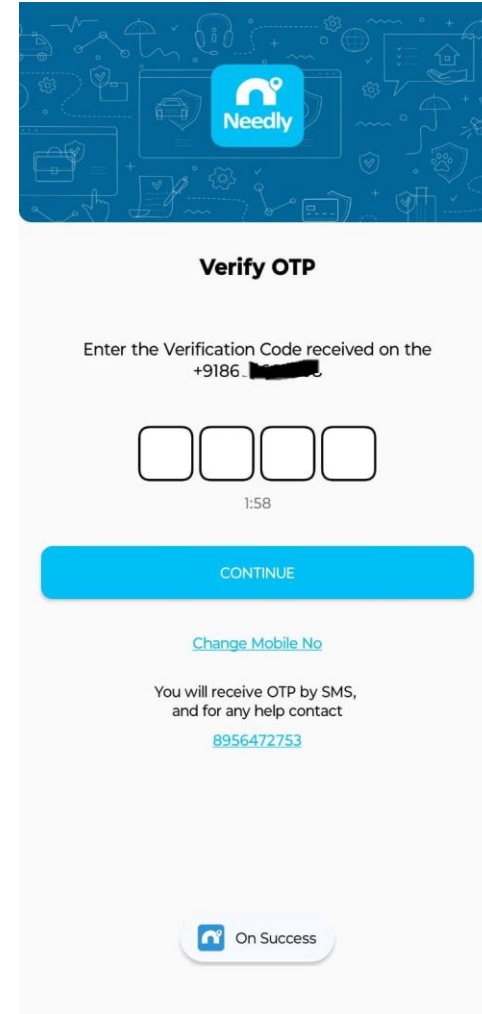 Needly
Verify OTP
Enter the Verification Code received on the
+9186
1:58
CONTINUE
Change Mobile No
You will receive OTP by SMS,
and for any help contact
8956472753
On Success